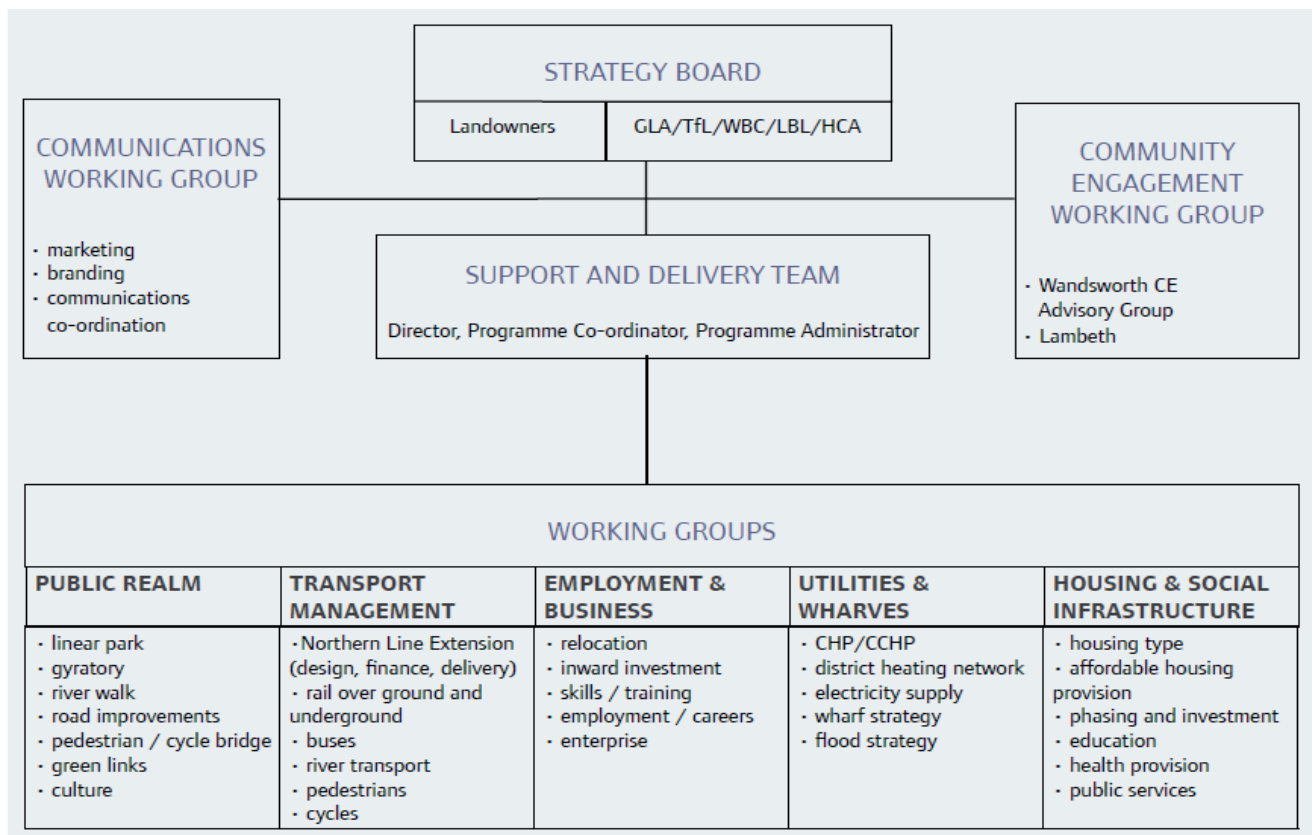 STRATEGY BOARD
Landowners
GLA/TfL/WBC/LBL/HCA
COMMUNICATIONS
WORKING GROUP
· marketing
· branding
· communications
co-ordination
COMMUNITY
ENGAGEMENT
WORKING GROUP
· Wandsworth CE
Advisory Group
· Lambeth
SUPPORT AND DELIVERY TEAM
Director, Programme Co-ordinator, Programme Administrator
WORKING GROUPS
PUBLIC REALM
· linear park
· gyratory
· river walk
· road improvements
· pedestrian / cycle bridge
· green links
· culture
TRANSPORT
MANAGEMENT
· Northern Line Extension
(design, finance, delivery)
· rail over ground and
underground
· buses
· river transport
· pedestrians
· cycles
EMPLOYMENT &
BUSINESS
· relocation
· inward investment
· skills / training
· employment / careers
· enterprise
UTILITIES &
WHARVES
· CHP/CCHP
· district heating network
· electricity supply
· wharf strategy
· flood strategy
HOUSING & SOCIAL
INFRASTRUCTURE
· housing type
· affordable housing
provision
· phasing and investment
· education
· health provision
· public services